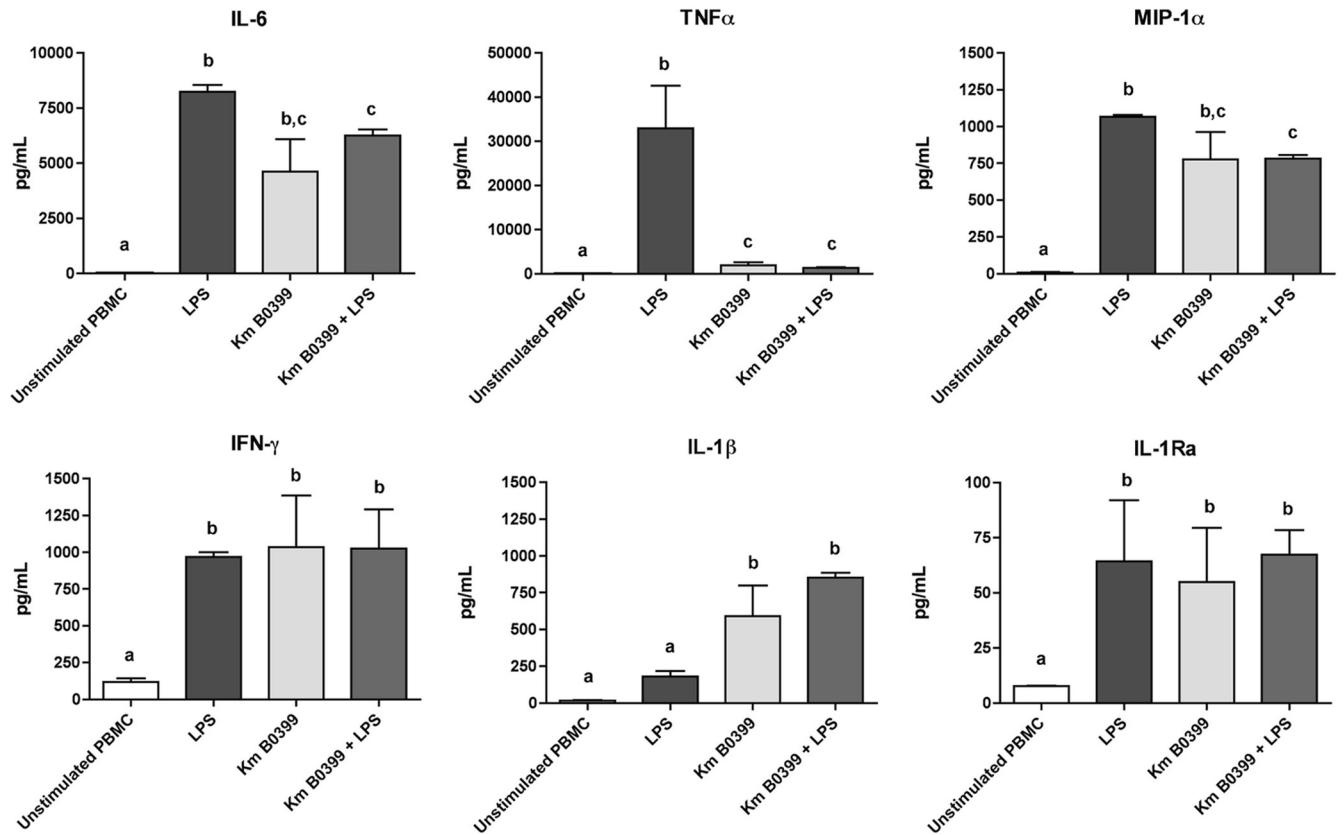 IL-6
10000
7500
5000
2500
0
pg/mL
a
b
b,c
c
Unstimulated PBMC
LPS
Km B0399
Km B0399 + LPS
TNFα
50000
40000
30000
20000
10000
0
pg/mL
a
b
c
c
Unstimulated PBMC
LPS
Km B0399
Km B0399 + LPS
MIP-1α
1500
1250
1000
750
500
250
0
pg/mL
a
b
b,c
c
Unstimulated PBMC
LPS
Km B0399
Km B0399 + LPS
IFN-γ
1500
1250
1000
750
500
250
0
pg/mL
a
b
b
b
Unstimulated PBMC
LPS
Km B0399
Km B0399 + LPS
IL-1β
1500
1250
1000
750
500
250
0
pg/mL
a
a
b
b
Unstimulated PBMC
LPS
Km B0399
Km B0399 + LPS
IL-1Ra
100
75
50
25
0
pg/mL
a
b
b
b
Unstimulated PBMC
LPS
Km B0399
Km B0399 + LPS